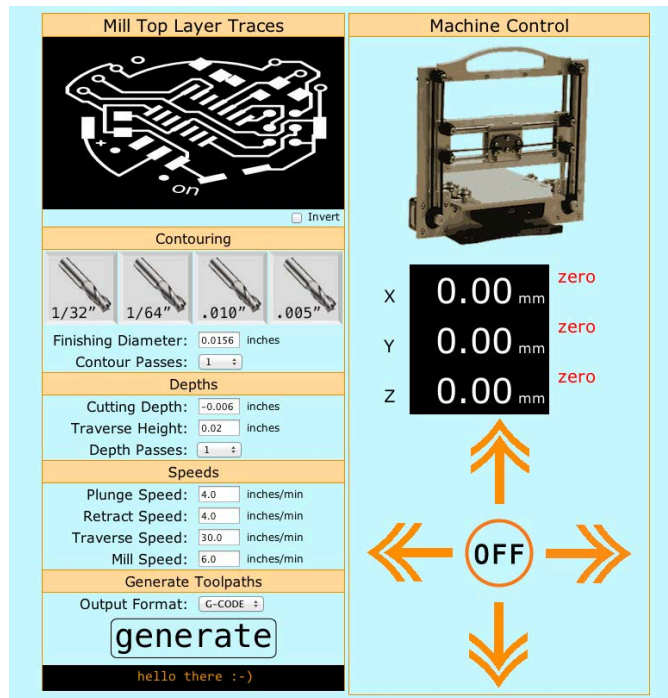 Mill Top Layer Traces
+
on
Invert
Contouring
1/32” 1/64” .010” .005”
Finishing Diameter: 0.0156 inches
Contour Passes: 1
Depths
Cutting Depth: -0.006 inches
Traverse Height: 0.02 inches
Depth Passes: 1
Speeds
Plunge Speed: 4.0 inches/min
Retract Speed: 4.0 inches/min
Traverse Speed: 30.0 inches/min
Mill Speed: 6.0 inches/min
Generate Toolpaths
Output Format: G-CODE
generate
hello there :-)
Machine Control
X 0.00 mm zero
Y 0.00 mm zero
Z 0.00 mm zero
OFF